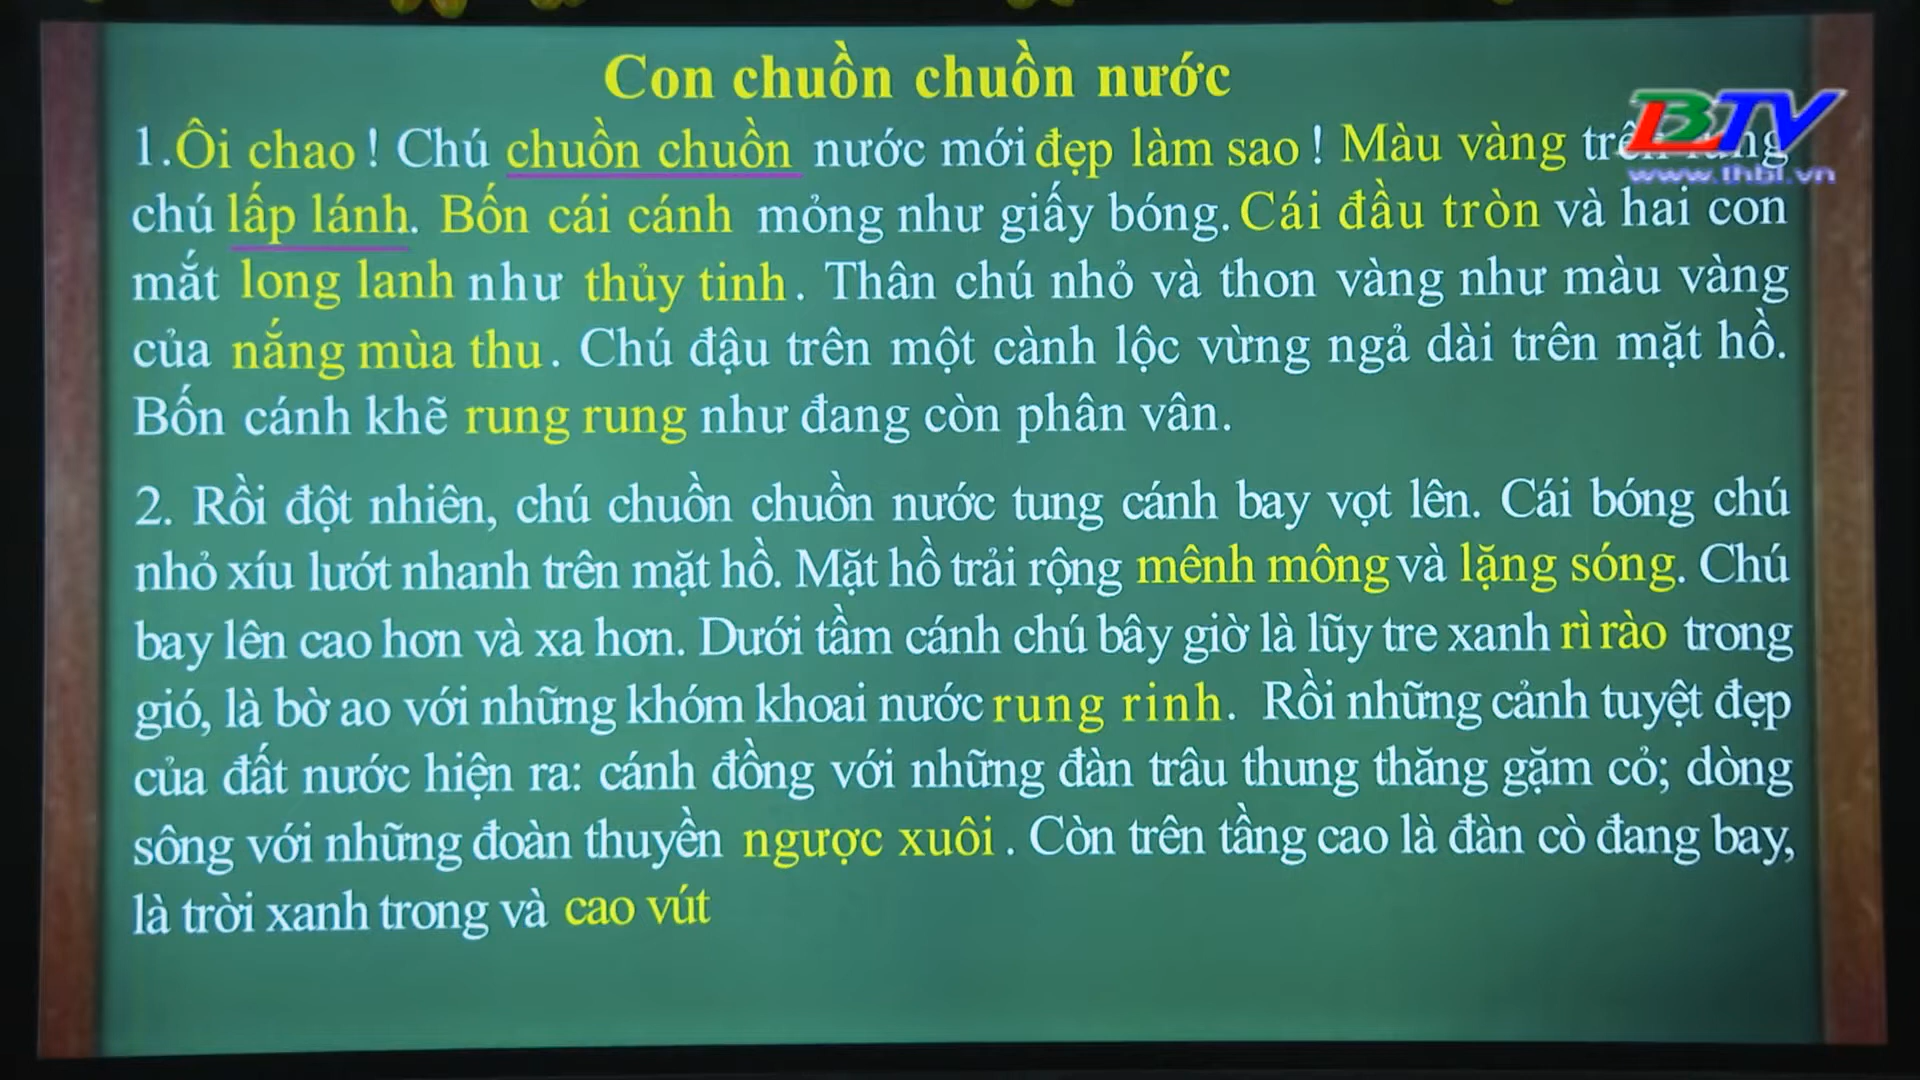 Con chuồn chuồn nước
BTV
1.Ôi chao! Chú chuồn chuồn nước mới đẹp làm sao! Màu vàng trên lưng
www.thbl.vn
chú lấp lánh. Bốn cái cánh mỏng như giấy bóng. Cái đầu tròn và hai con
mắt long lanh như thủy tinh. Thân chú nhỏ và thon vàng như màu vàng
của nắng mùa thu. Chú đậu trên một cành lộc vừng ngả dài trên mặt hồ.
Bốn cánh khẽ rung rung như đang còn phân vân.
2. Rồi đột nhiên, chú chuồn chuồn nước tung cánh bay vọt lên. Cái bóng chú
nhỏ xíu lướt nhanh trên mặt hồ. Mặt hồ trải rộng mênh mông và lặng sóng. Chú
bay lên cao hơn và xa hơn. Dưới tầm cánh chú bây giờ là lũy tre xanh rì rào trong
gió, là bờ ao với những khóm khoai nước rung rinh. Rồi những cảnh tuyệt đẹp
của đất nước hiện ra: cánh đồng với những đàn trâu thung thăng gặm cỏ; dòng
sông với những đoàn thuyền ngược xuôi. Còn trên tầng cao là đàn cò đang bay,
là trời xanh trong và cao vút